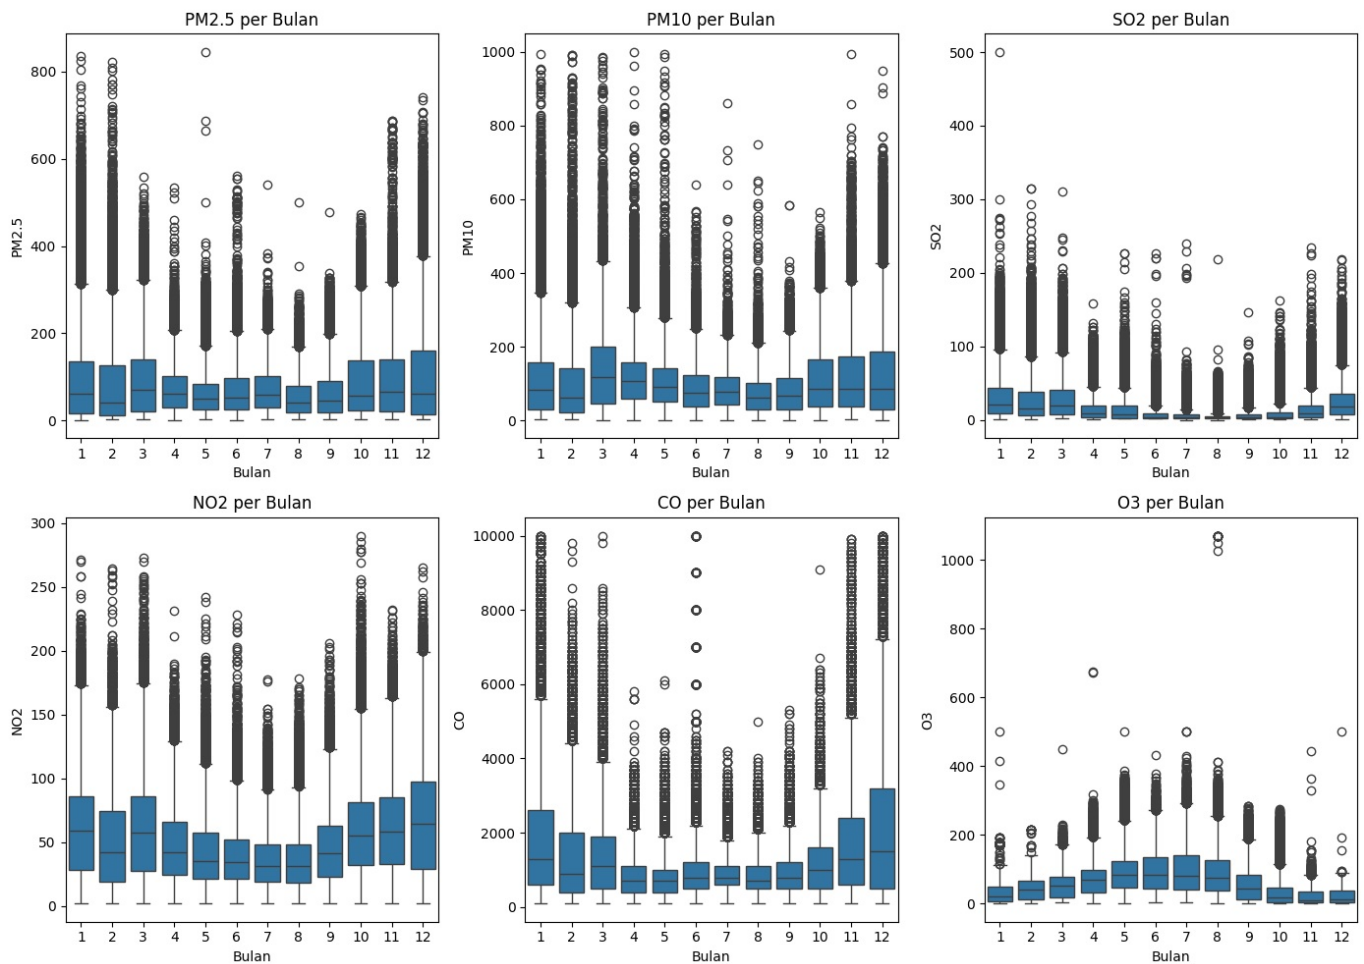 PM2.5 per Bulan
PM10 per Bulan
SO2 per Bulan
PM2.5
800
600
400
200
0
1 2 3 4 5 6 7 8 9 10 11 12
Bulan
PM10
1000
800
600
400
200
0
1 2 3 4 5 6 7 8 9 10 11 12
Bulan
SO2
500
400
300
200
100
0
1 2 3 4 5 6 7 8 9 10 11 12
Bulan
NO2 per Bulan
CO per Bulan
O3 per Bulan
NO2
300
250
200
150
100
50
0
1 2 3 4 5 6 7 8 9 10 11 12
Bulan
CO
10000
8000
6000
4000
2000
0
1 2 3 4 5 6 7 8 9 10 11 12
Bulan
O3
1000
800
600
400
200
0
1 2 3 4 5 6 7 8 9 10 11 12
Bulan